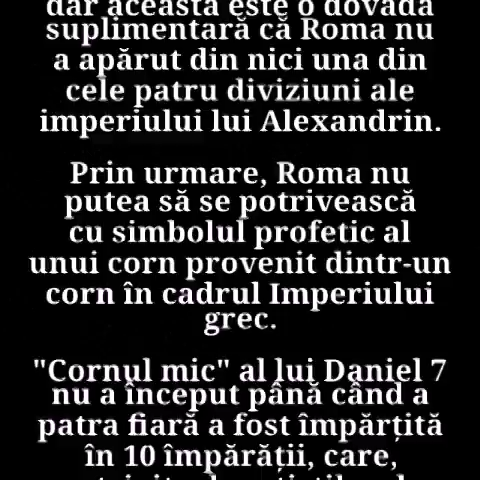 dar aceasta este o dovadă
suplimentară că Roma nu
a apărut din nici una din
cele patru diviziuni ale
imperiului lui Alexandrin.
Prin urmare, Roma nu
putea să se potrivească
cu simbolul profetic al
unui corn provenit dintr-un
corn în cadrul Imperiului
grec.
"Cornul mic" al lui Daniel 7
nu a început până când a
patra fiară a fost împărțită
în 10 împărății, care,